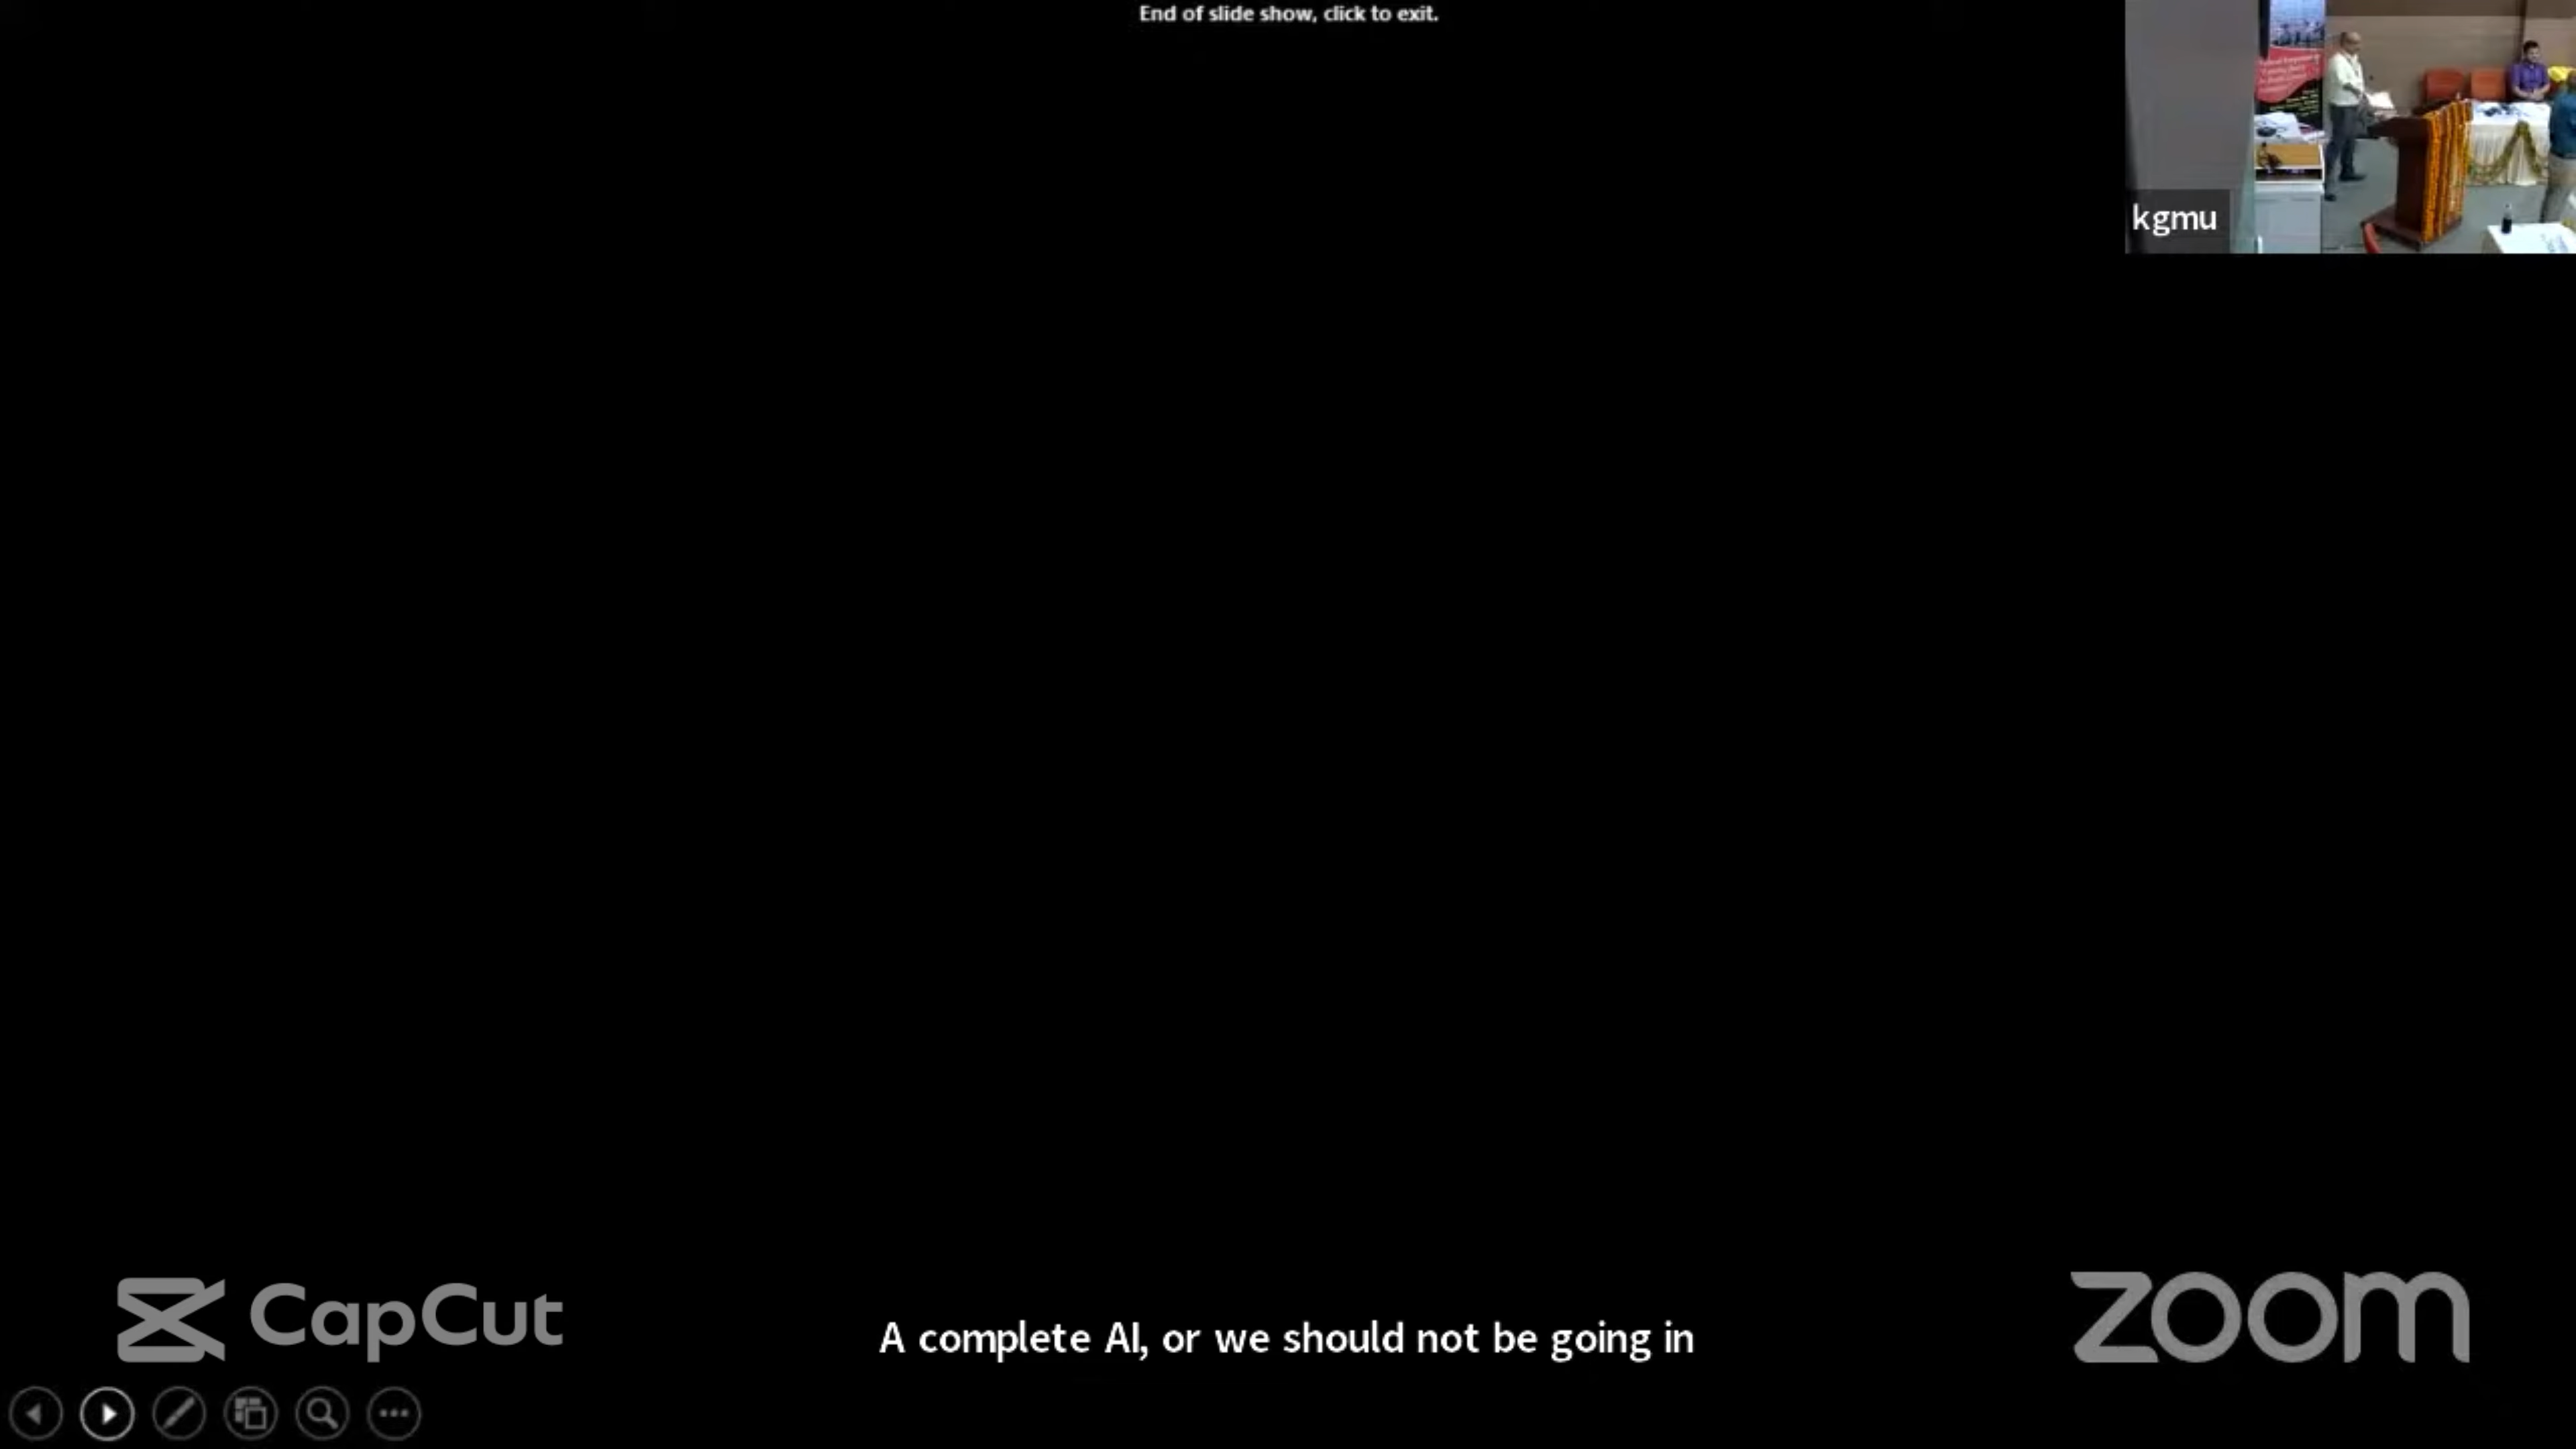 End of slide show, click to exit.
kgmu
CapCut
zoom
A complete AI, or we should not be going in